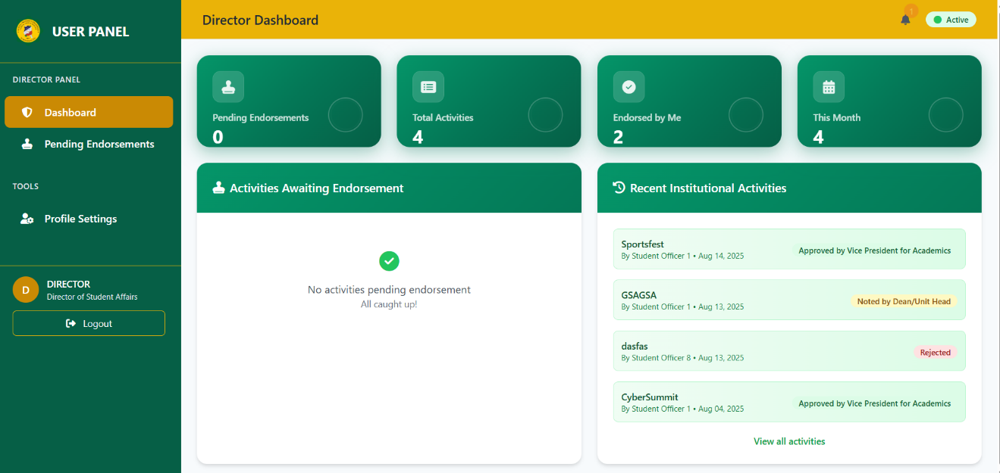 USER PANEL
DIRECTOR PANEL
Dashboard
Pending Endorsements
TOOLS
Profile Settings
D
DIRECTOR
Director of Student Affairs
Logout
Director Dashboard
1
Active
Pending Endorsements
0
Total Activities
4
Endorsed by Me
2
This Month
4
Activities Awaiting Endorsement
No activities pending endorsement
All caught up!
Recent Institutional Activities
Sportsfest
By Student Officer 1 • Aug 14, 2025
Approved by Vice President for Academics
GSAGSA
By Student Officer 1 • Aug 13, 2025
Noted by Dean/Unit Head
dasfas
By Student Officer 8 • Aug 13, 2025
Rejected
CyberSummit
By Student Officer 1 • Aug 04, 2025
Approved by Vice President for Academics
View all activities